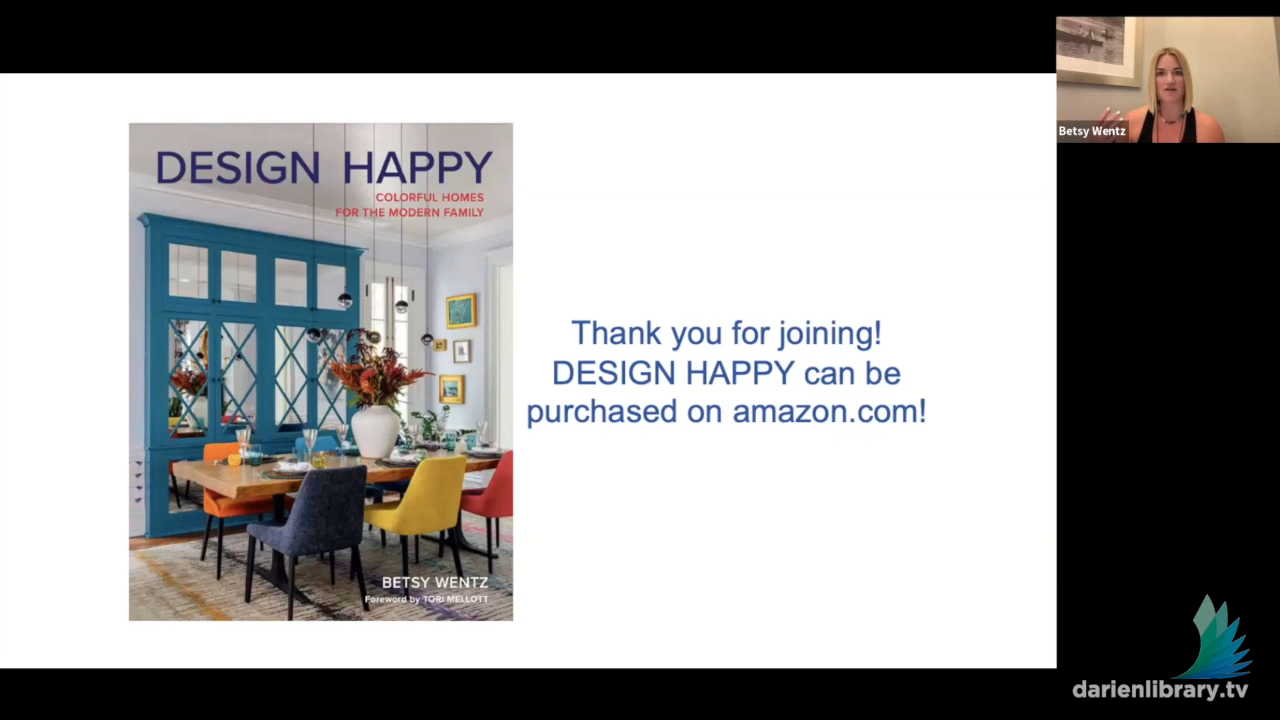 DESIGN HAPPY
COLORFUL HOMES
FOR THE MODERN FAMILY
BETSY WENTZ
Foreword by TORI MELLOTT
Thank you for joining!
DESIGN HAPPY can be
purchased on amazon.com!
Betsy Wentz
darienlibrary.tv